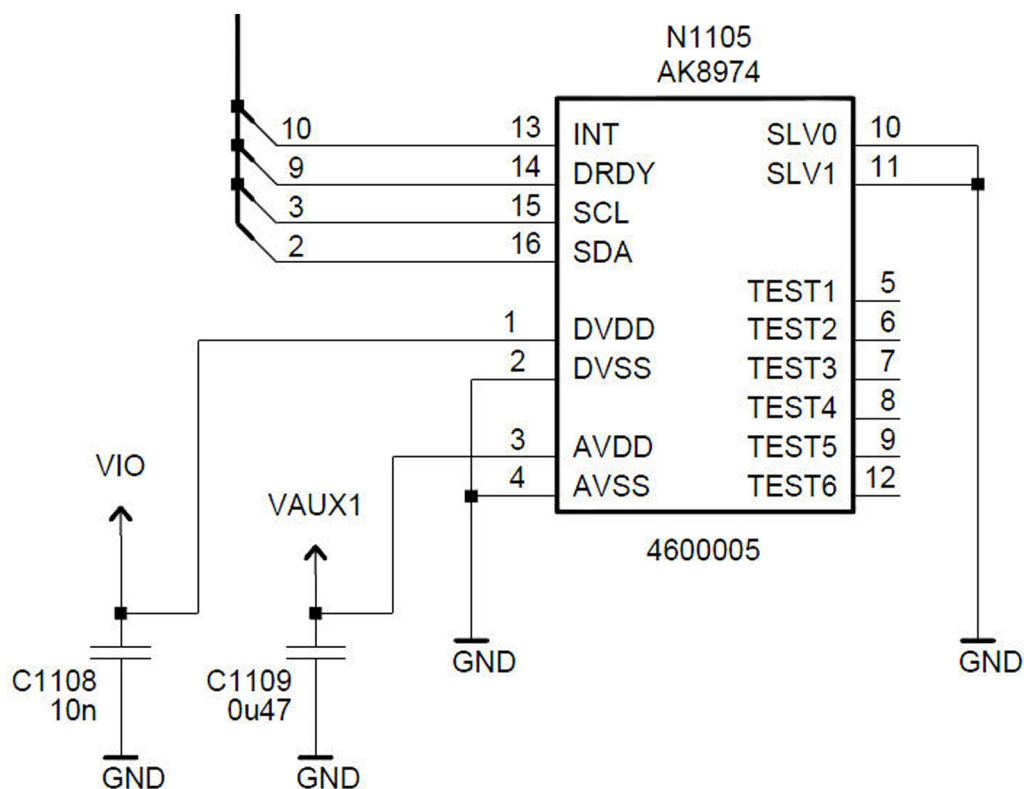 N1105
AK8974
10 13 INT SLV0 10
9 14 DRDY SLV1 11
3 15 SCL
2 16 SDA
TEST1 5
1 DVDD TEST2 6
2 DVSS TEST3 7
TEST4 8
3 AVDD TEST5 9
4 AVSS TEST6 12
VIO
VAUX1
4600005
GND GND
C1108 C1109
10n 0u47
GND GND